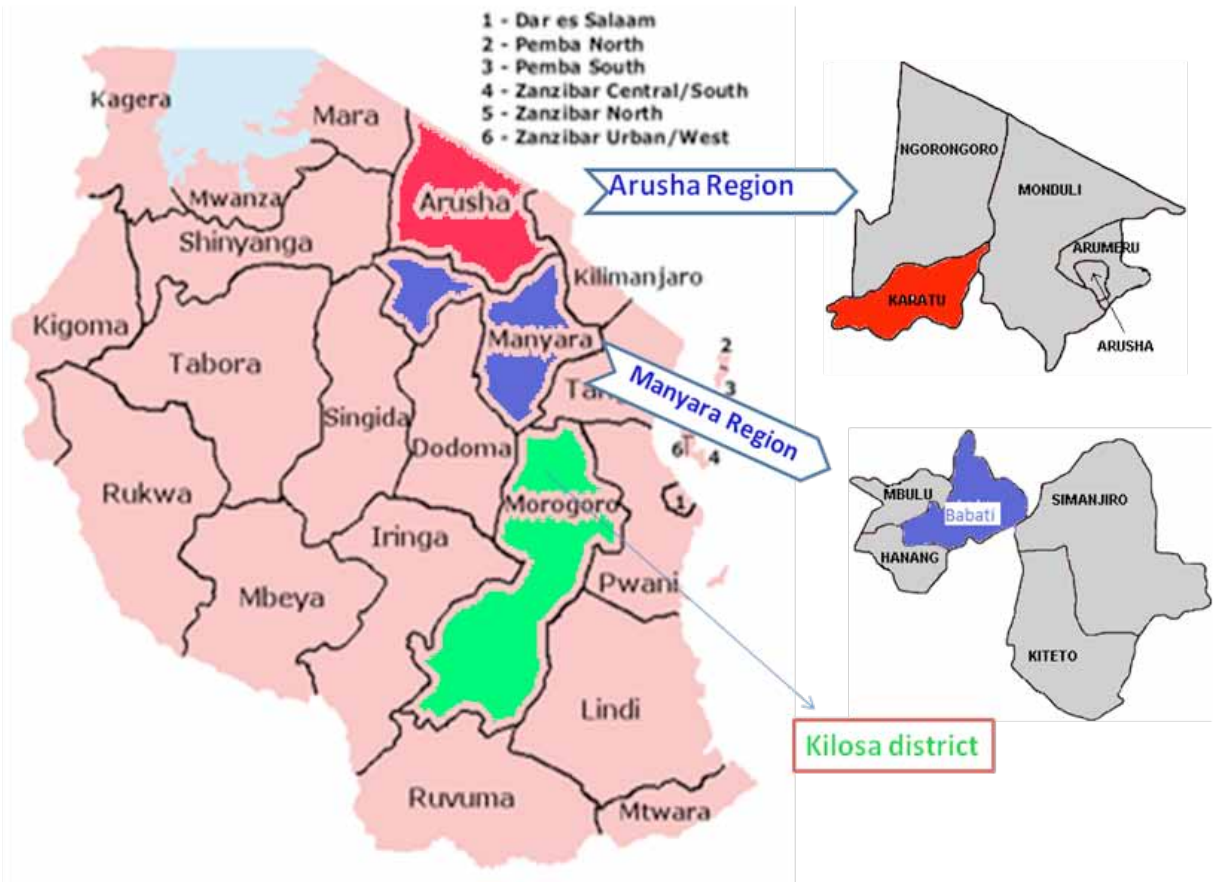 1 - Dar es Salaam
2 - Pemba North
3 - Pemba South
4 - Zanzibar Central/South
5 - Zanzibar North
6 - Zanzibar Urban/West
Kagera
Mara
Mwanza
Arusha
Shinyanga
Kilimanjaro
Kigoma
Tabora
Manyara
Singida
Dodoma
2
3
6
4
1
Rukwa
Morogoro
Iringa
Mbeya
Pwani
Lindi
Ruvuma
Mtwara
Arusha Region
NGORONGORO
MONDULI
ARUMERU
KARATU
ARUSHA
Manyara Region
MBULU
Babati
SIMANJIRO
HANANG
KITETO
Kilosa district